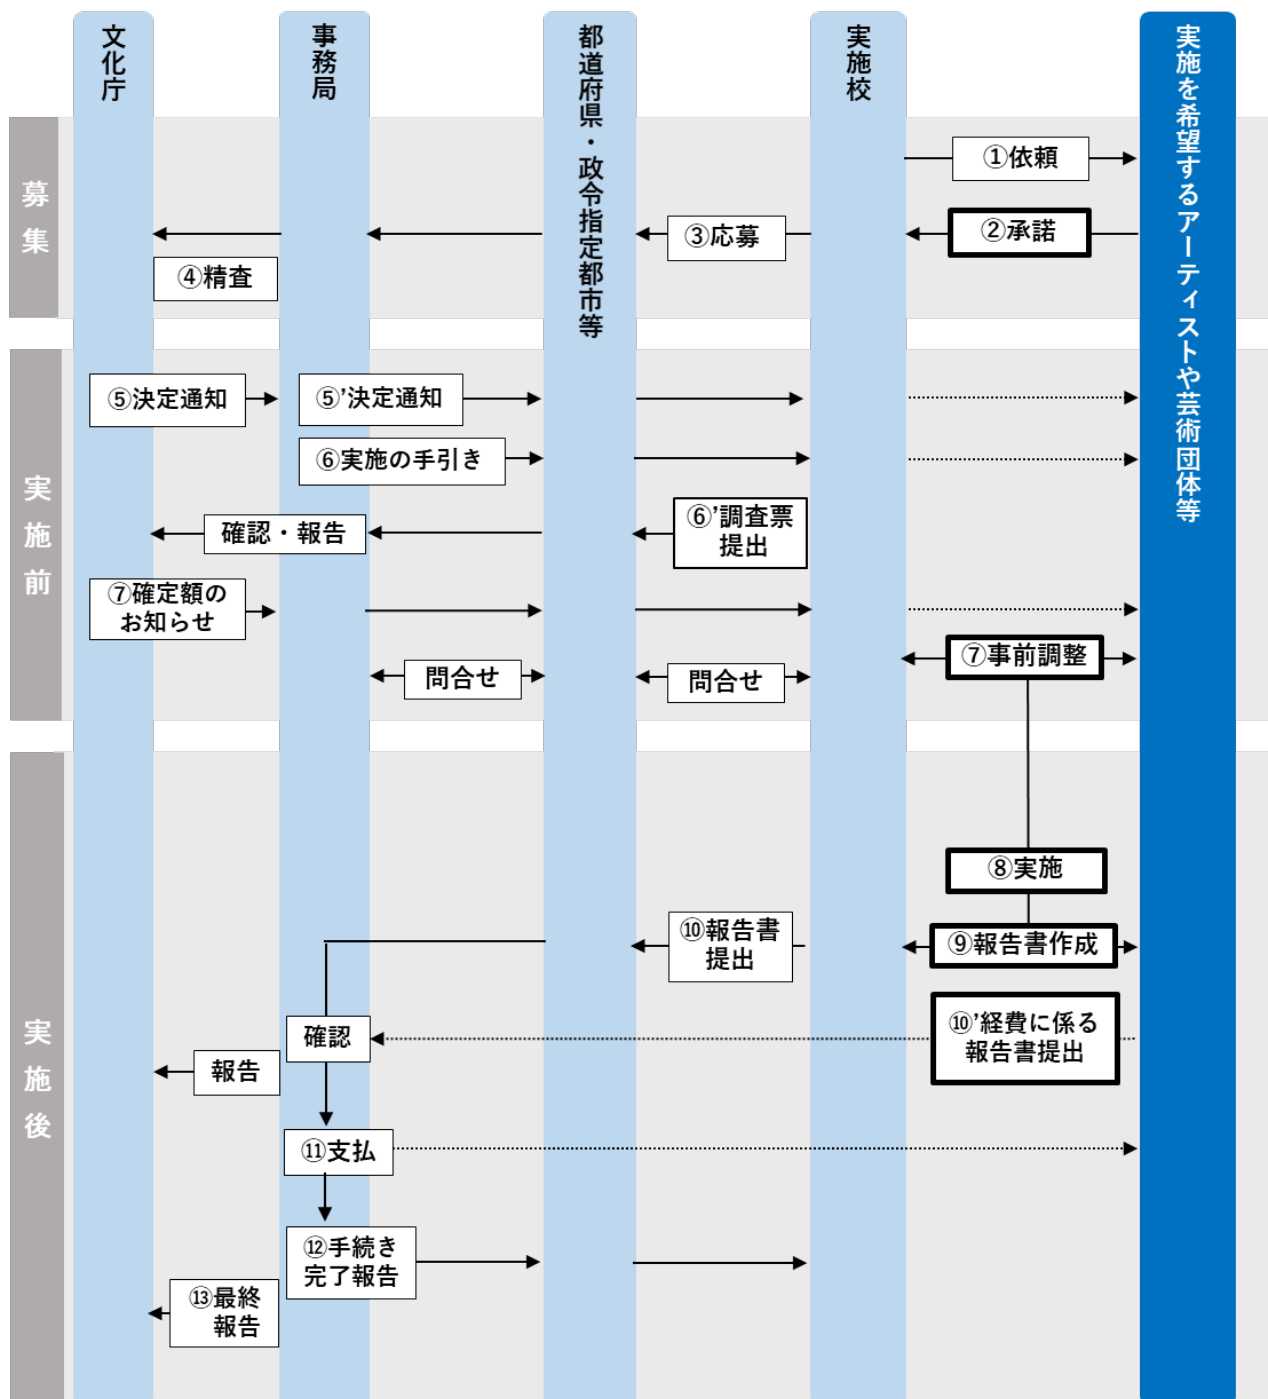 文化庁
事務局
都道府県・政令指定都市等
実施校
実施を希望するアーティストや芸術団体等
募集
①依頼
②承諾
③応募
④精査
実施前
⑤決定通知
⑤’決定通知
⑥実施の手引き
⑥’調査票
提出
確認・報告
⑦確定額の
お知らせ
⑦事前調整
問合せ
問合せ
実施後
⑧実施
⑨報告書作成
⑩報告書
提出
⑩’経費に係る
報告書提出
確認
報告
⑪支払
⑫手続き
完了報告
⑬最終
報告